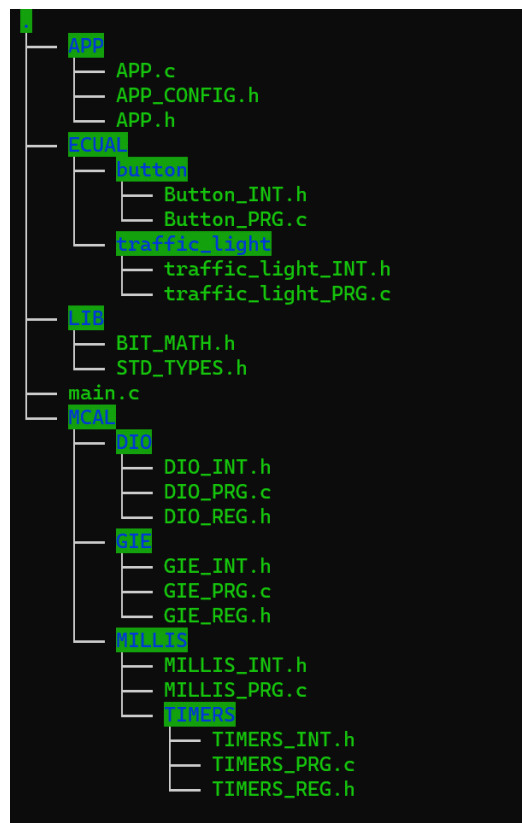 .
APP
APP.c
APP_CONFIG.h
APP.h
ECUAL
button
Button_INT.h
Button_PRG.c
traffic_light
traffic_light_INT.h
traffic_light_PRG.c
LIB
BIT_MATH.h
STD_TYPES.h
main.c
MCAL
DIO
DIO_INT.h
DIO_PRG.c
DIO_REG.h
GIE
GIE_INT.h
GIE_PRG.c
GIE_REG.h
MILLIS
MILLIS_INT.h
MILLIS_PRG.c
TIMERS
TIMERS_INT.h
TIMERS_PRG.c
TIMERS_REG.h